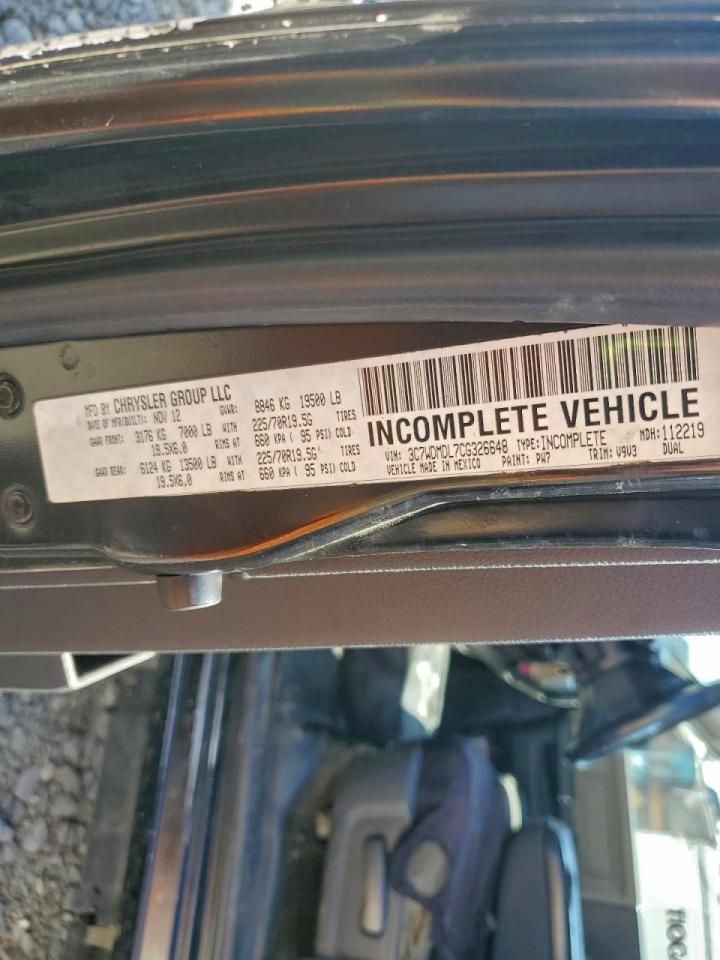 MFD BY CHRYSLER GROUP LLC
DATE OF MFR(BUILT): NOV 12 GVWR: 8846 KG 19500 LB
GAWR FRONT: 3176 KG 7000 LB WITH 225/70R19.5G TIRES
19.5X6.0 RIMS AT 660 KPA ( 95 PSI) COLD
GAWR REAR: 6124 KG 13500 LB WITH 225/70R19.5G TIRES
19.5X6.0 RIMS AT 660 KPA ( 95 PSI) COLD DUAL
INCOMPLETE VEHICLE
VIN: 3C7WDMDL7CG326648 TYPE:INCOMPLETE MDH:112219
VEHICLE MADE IN MEXICO PAINT: PW7 TRIM: V9V3